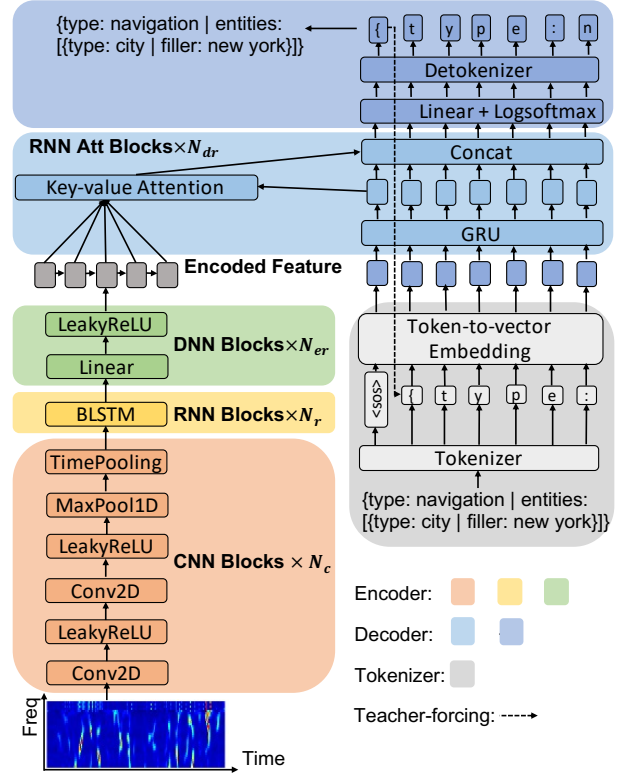 {type: navigation | entities:
[{type: city | filler: new york}]}
{ t y p e : n
Detokenizer
Linear + Logsoftmax
RNN Att Blocks×N_dr
Concat
Key-value Attention
GRU
Encoded Feature
LeakyReLU
DNN Blocks×N_er
Linear
Token-to-vector
Embedding
<sos>
{ t y p e :
BLSTM
RNN Blocks×N_r
Tokenizer
{type: navigation | entities:
[{type: city | filler: new york}]}
TimePooling
MaxPool1D
LeakyReLU
CNN Blocks × N_c
Conv2D
LeakyReLU
Conv2D
Encoder:
Decoder:
Tokenizer:
Teacher-forcing:
Freq
Time